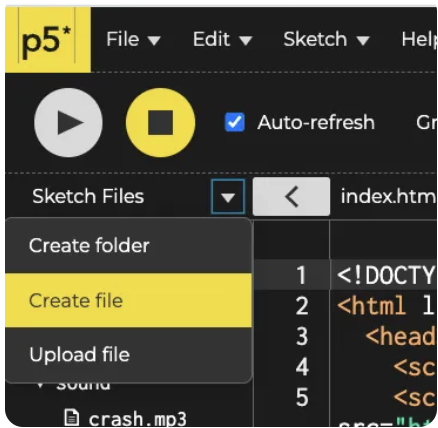 p5*
File Edit Sketch Help
Auto-refresh
Sketch Files
index.htm
Create folder
Create file
Upload file
sound
crash.mp3
1 <!DOCTY
2 <html l
3 <head
4 <sc
5 <sc
src="ht